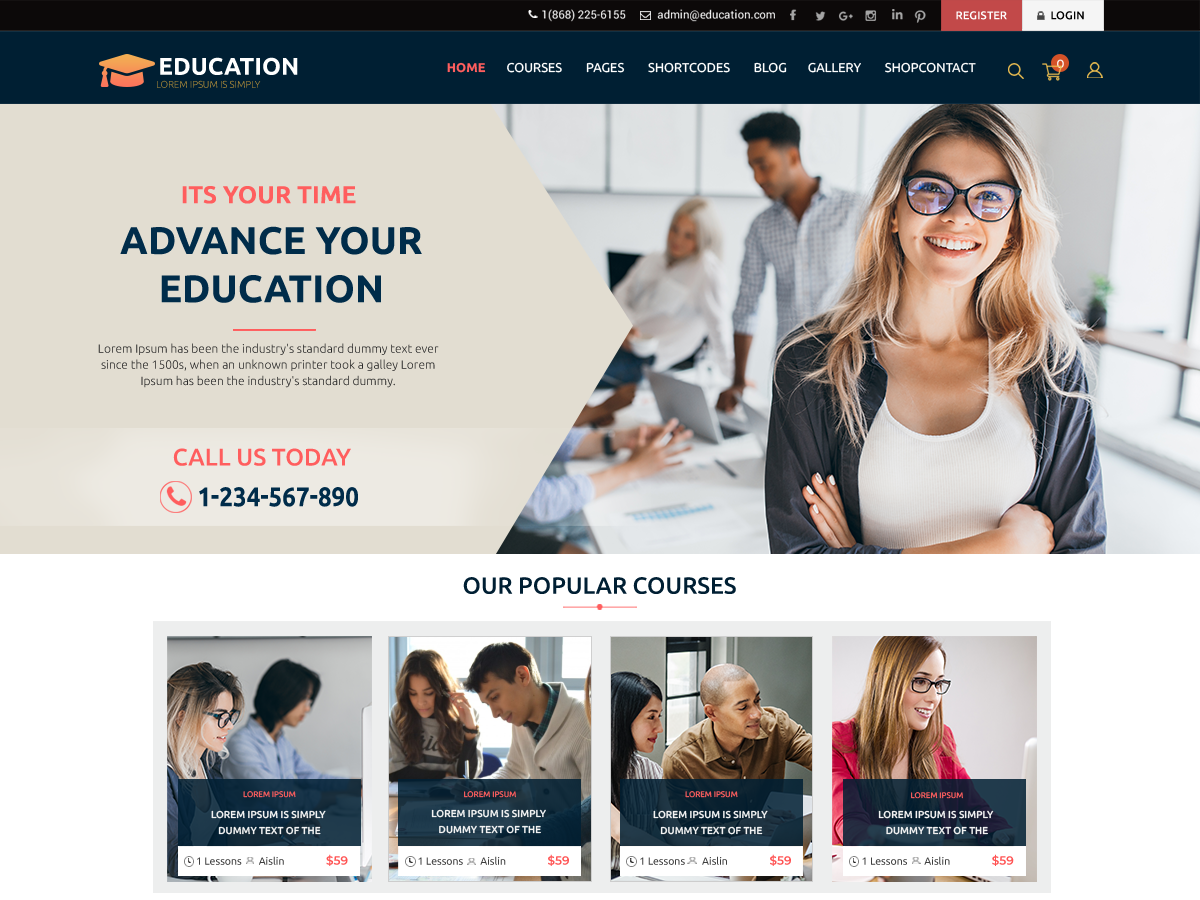 1(868) 225-6155 admin@education.com REGISTER LOGIN
EDUCATION
LOREM IPSUM IS SIMPLY
HOME COURSES PAGES SHORTCODES BLOG GALLERY SHOPCONTACT 0
ITS YOUR TIME
ADVANCE YOUR
EDUCATION
Lorem Ipsum has been the industry's standard dummy text ever
since the 1500s, when an unknown printer took a galley Lorem
Ipsum has been the industry's standard dummy.
CALL US TODAY
1-234-567-890
OUR POPULAR COURSES
LOREM IPSUM
LOREM IPSUM IS SIMPLY
DUMMY TEXT OF THE
1 Lessons Aislin $59
LOREM IPSUM
LOREM IPSUM IS SIMPLY
DUMMY TEXT OF THE
1 Lessons Aislin $59
LOREM IPSUM
LOREM IPSUM IS SIMPLY
DUMMY TEXT OF THE
1 Lessons Aislin $59
LOREM IPSUM
LOREM IPSUM IS SIMPLY
DUMMY TEXT OF THE
1 Lessons Aislin $59